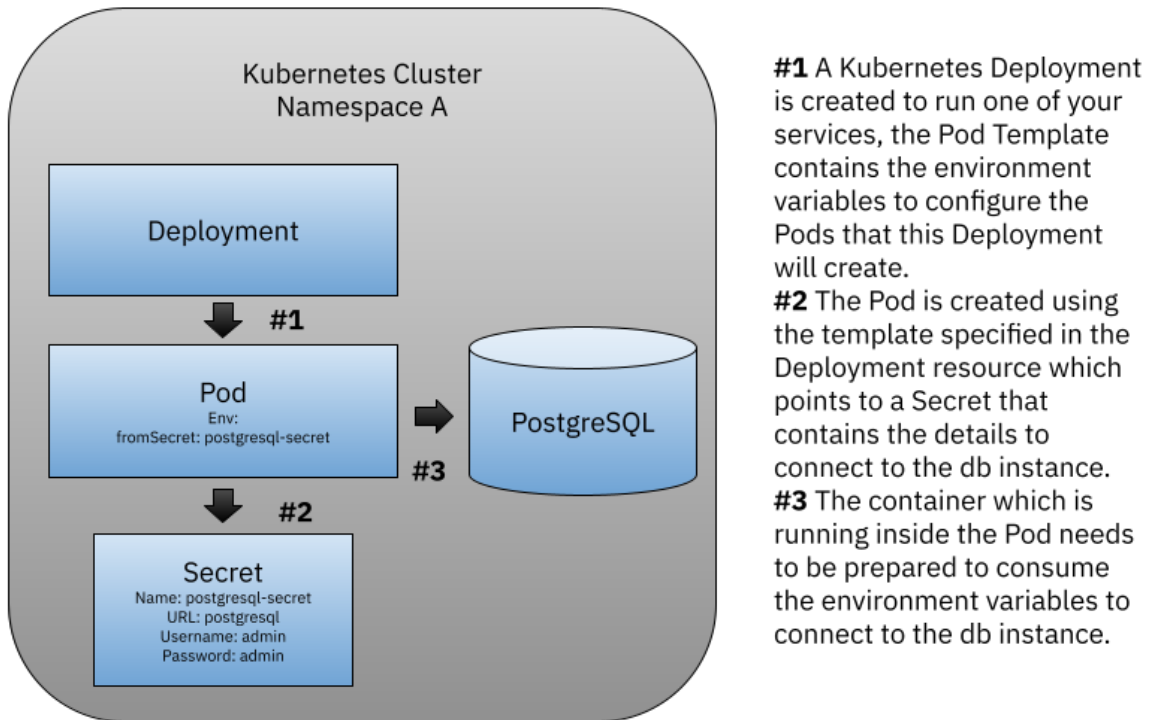 Kubernetes Cluster
Namespace A
Deployment
#1
Pod
Env:
fromSecret: postgresql-secret
#3
PostgreSQL
#2
Secret
Name: postgresql-secret
URL: postgresql
Username: admin
Password: admin
#1 A Kubernetes Deployment
is created to run one of your
services, the Pod Template
contains the environment
variables to configure the
Pods that this Deployment
will create.
#2 The Pod is created using
the template specified in the
Deployment resource which
points to a Secret that
contains the details to
connect to the db instance.
#3 The container which is
running inside the Pod needs
to be prepared to consume
the environment variables to
connect to the db instance.